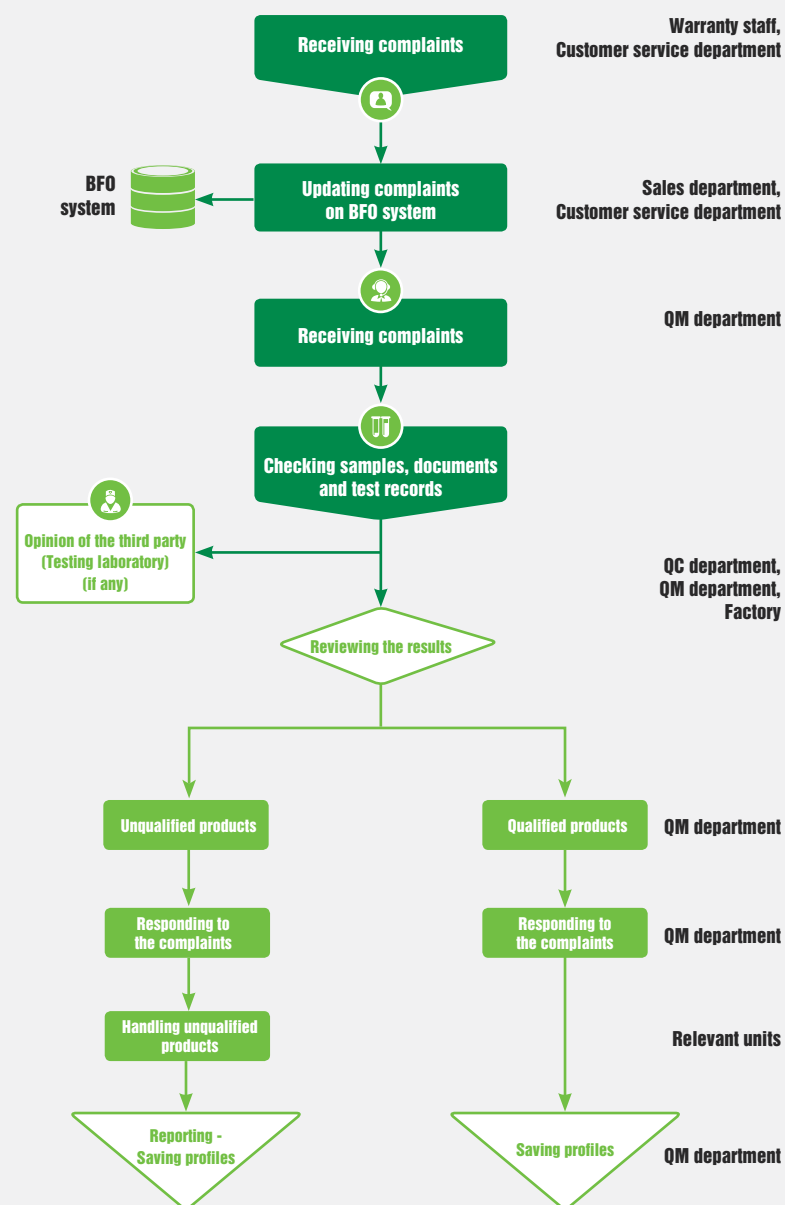 Receiving complaints
Warranty staff,
Customer service department
BFO
system
Updating complaints
on BFO system
Sales department,
Customer service department
Receiving complaints
QM department
Checking samples, documents
and test records
Opinion of the third party
(Testing laboratory)
(if any)
QC department,
QM department,
Factory
Reviewing the results
Unqualified products
Qualified products
QM department
Responding to
the complaints
Responding to
the complaints
QM department
Handling unqualified
products
Relevant units
Reporting -
Saving profiles
Saving profiles
QM department